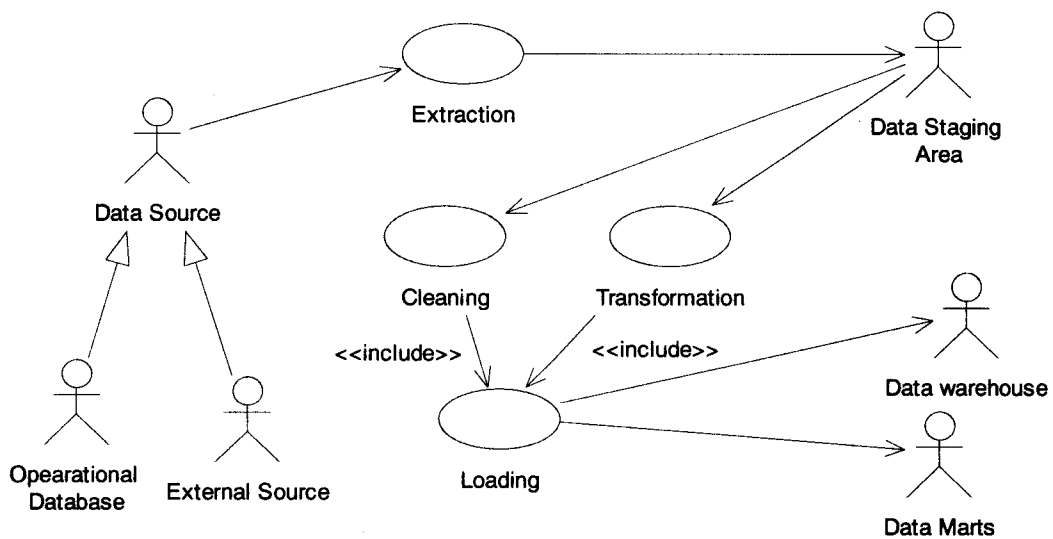 Extraction
Data Staging
Area
Data Source
Cleaning
Transformation
<<include>>
<<include>>
Data warehouse
Opearational
Database
External Source
Loading
Data Marts